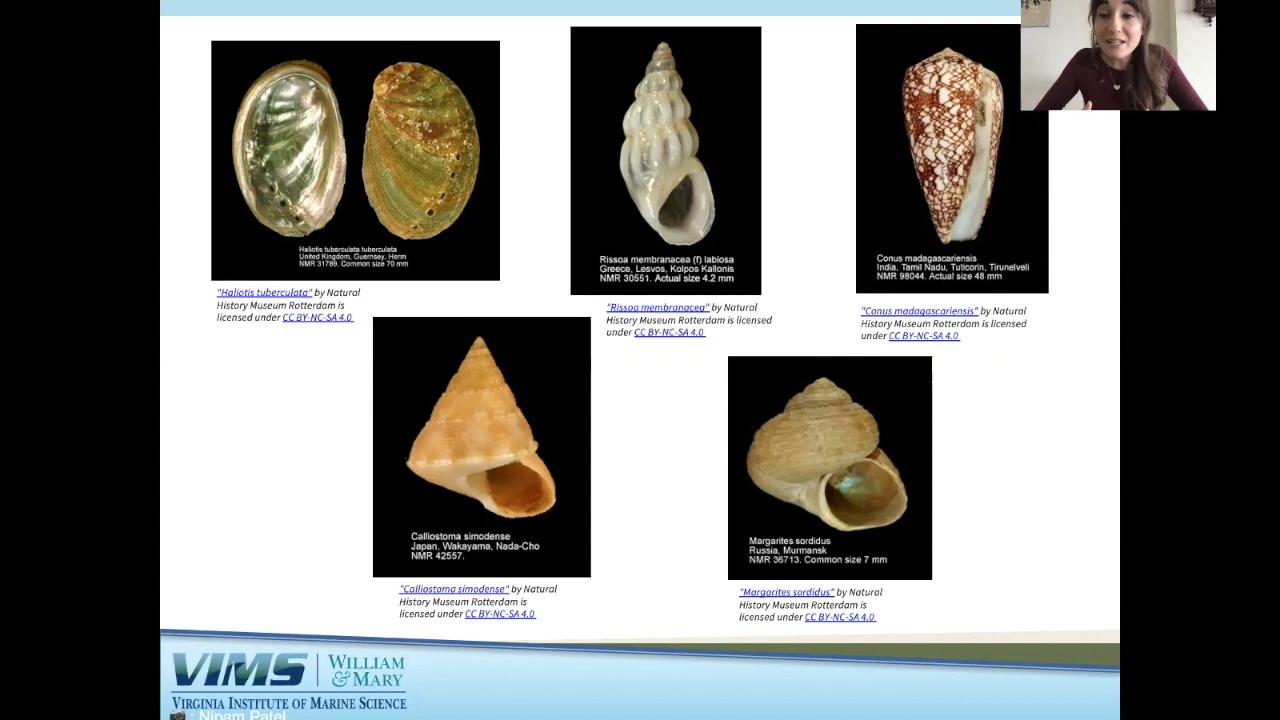 Haliotis tuberculata tuberculata
United Kingdom, Guernsey, Herm
NMR 31789. Common size 70 mm
"Haliotis tuberculata" by Natural
History Museum Rotterdam is
licensed under CC BY-NC-SA 4.0
Rissoa membranacea (f) labiosa
Greece, Lesvos, Kolpos Kallonis
NMR 30551. Actual size 4.2 mm
"Rissoa membranacea" by Natural
History Museum Rotterdam is licensed
under CC BY-NC-SA 4.0
Conus madagascariensis
India, Tamil Nadu, Tuticorin, Tirunelveli
NMR 98044. Actual size 48 mm
"Conus madagascariensis" by Natural
History Museum Rotterdam is licensed
under CC BY-NC-SA 4.0
Calliostoma simodense
Japan, Wakayama, Nada-Cho
NMR 42557.
"Calliostoma simodense" by Natural
History Museum Rotterdam is
licensed under CC BY-NC-SA 4.0
Margarites sordidus
Russia, Murmansk
NMR 36713. Common size 7 mm
"Margarites sordidus" by Natural
History Museum Rotterdam is
licensed under CC BY-NC-SA 4.0
VIMS | WILLIAM
& MARY
VIRGINIA INSTITUTE OF MARINE SCIENCE
: Nipam Patel